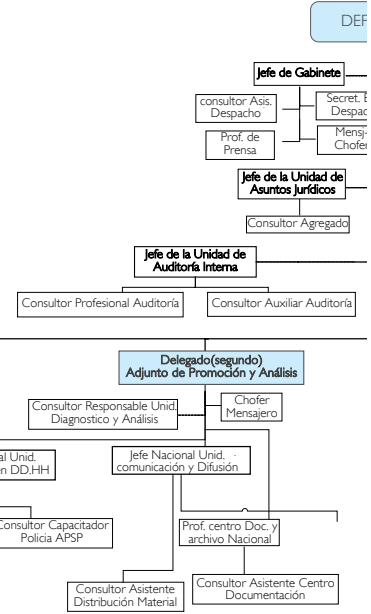 DEF
Jefe de Gabinete
consultor Asis.
Despacho
Secret. E
Despac
Prof. de
Prensa
Mensj-
Chofer
Jefe de la Unidad de
Asuntos Jurídicos
Consultor Agregado
Jefe de la Unidad de
Auditoría Interna
Consultor Profesional Auditoría
Consultor Auxiliar Auditoría
Delegado(segundo)
Adjunto de Promoción y Análisis
Consultor Responsable Unid.
Diagnostico y Análisis
Chofer
Mensajero
al Unid.
en DD.HH
Jefe Nacional Unid.
comunicación y Difusión
Consultor Capacitador
Policia APSP
Prof. centro Doc. y
archivo Nacional
Consultor Asistente
Distribución Material
Consultor Asistente Centro
Documentación